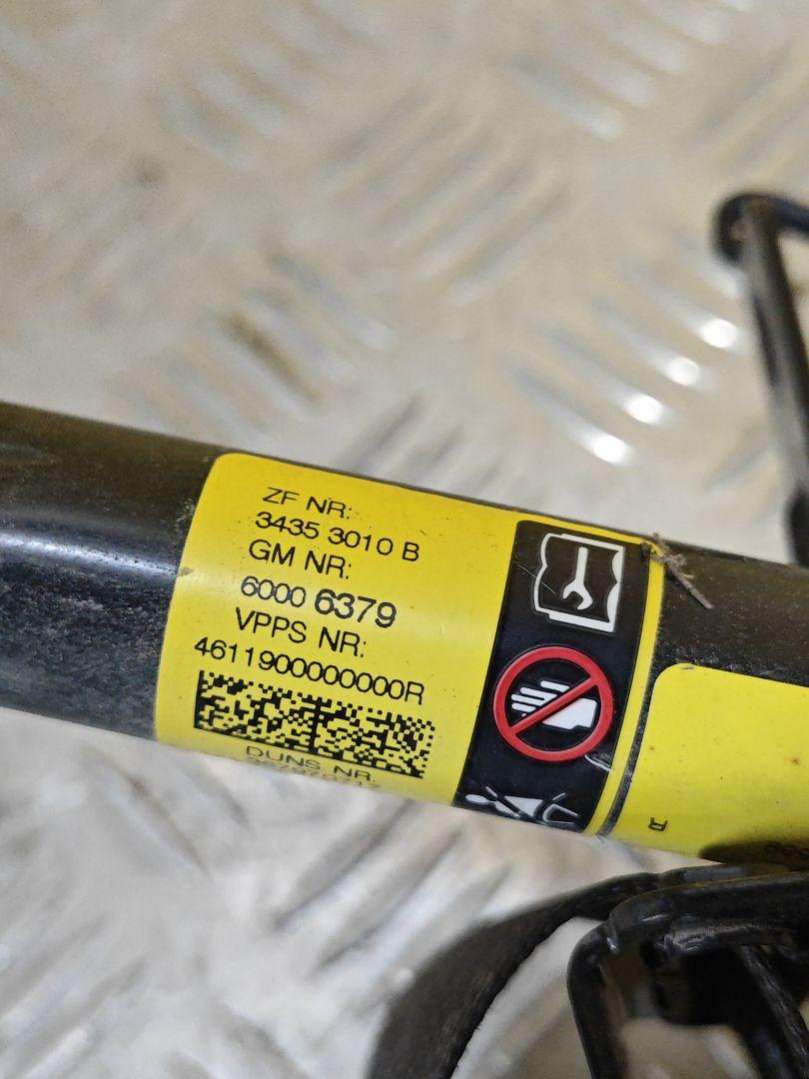 ZF NR:
3435 3010 B
GM NR:
6000 6379
VPPS NR:
4611900000000R
DUNS NR.
R